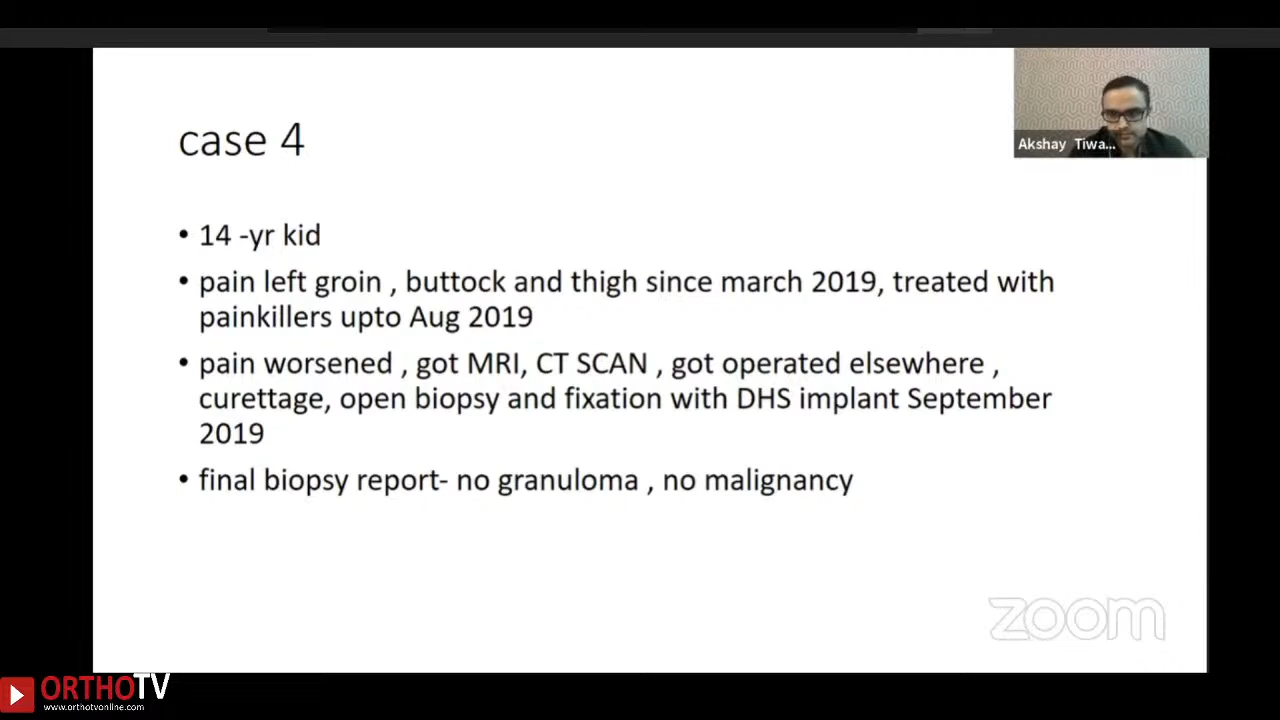 case 4
Akshay Tiwa...
• 14 -yr kid
• pain left groin , buttock and thigh since march 2019, treated with
painkillers upto Aug 2019
• pain worsened , got MRI, CT SCAN , got operated elsewhere ,
curettage, open biopsy and fixation with DHS implant September
2019
• final biopsy report- no granuloma , no malignancy
zoom
ORTHOTV
www.orthotvonline.com